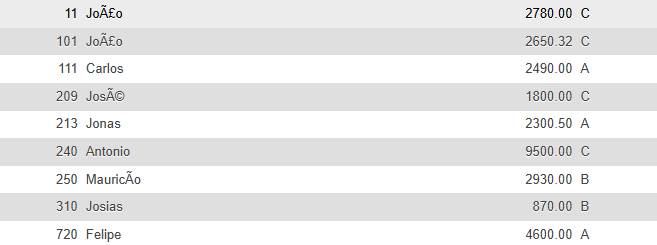 11 JoÃ£o 2780.00 C
101 JoÃ£o 2650.32 C
111 Carlos 2490.00 A
209 JosÃ© 1800.00 C
213 Jonas 2300.50 A
240 Antonio 9500.00 C
250 MauricÃ­o 2930.00 B
310 Josias 870.00 B
720 Felipe 4600.00 A